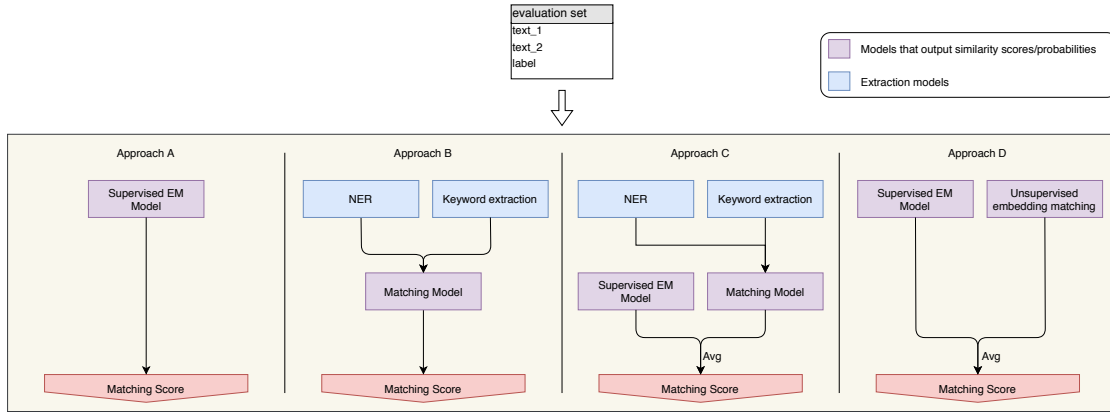 evaluation set
text_1
text_2
label
Models that output similarity scores/probabilities
Extraction models
Approach A
Supervised EM
Model
Matching Score
Approach B
NER
Keyword extraction
Matching Model
Matching Score
Approach C
NER
Keyword extraction
Supervised EM
Model
Matching Model
Avg
Matching Score
Approach D
Supervised EM
Model
Unsupervised
embedding matching
Avg
Matching Score